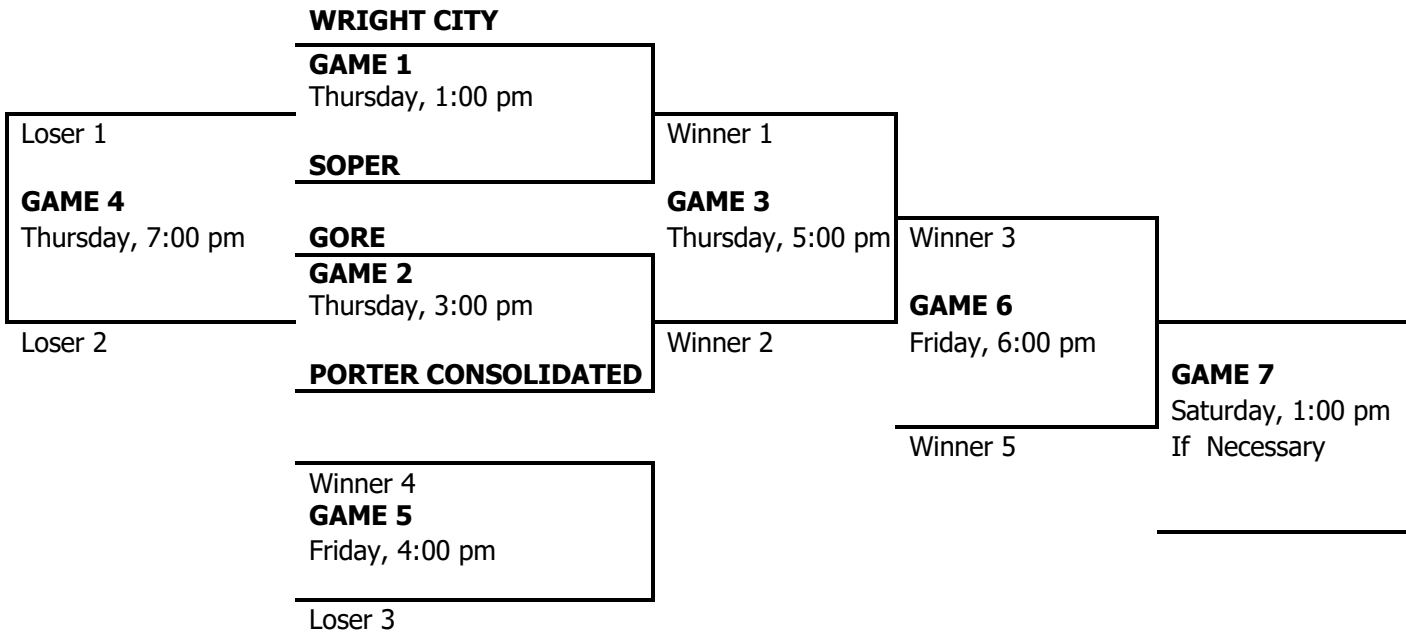 WRIGHT CITY
GAME 1
Thursday, 1:00 pm
Loser 1
Winner 1
SOPER
GAME 4
GAME 3
Thursday, 7:00 pm
GORE
Thursday, 5:00 pm
Winner 3
GAME 2
Thursday, 3:00 pm
GAME 6
Loser 2
Winner 2
Friday, 6:00 pm
PORTER CONSOLIDATED
GAME 7
Saturday, 1:00 pm
Winner 5
If Necessary
Winner 4
GAME 5
Friday, 4:00 pm
Loser 3